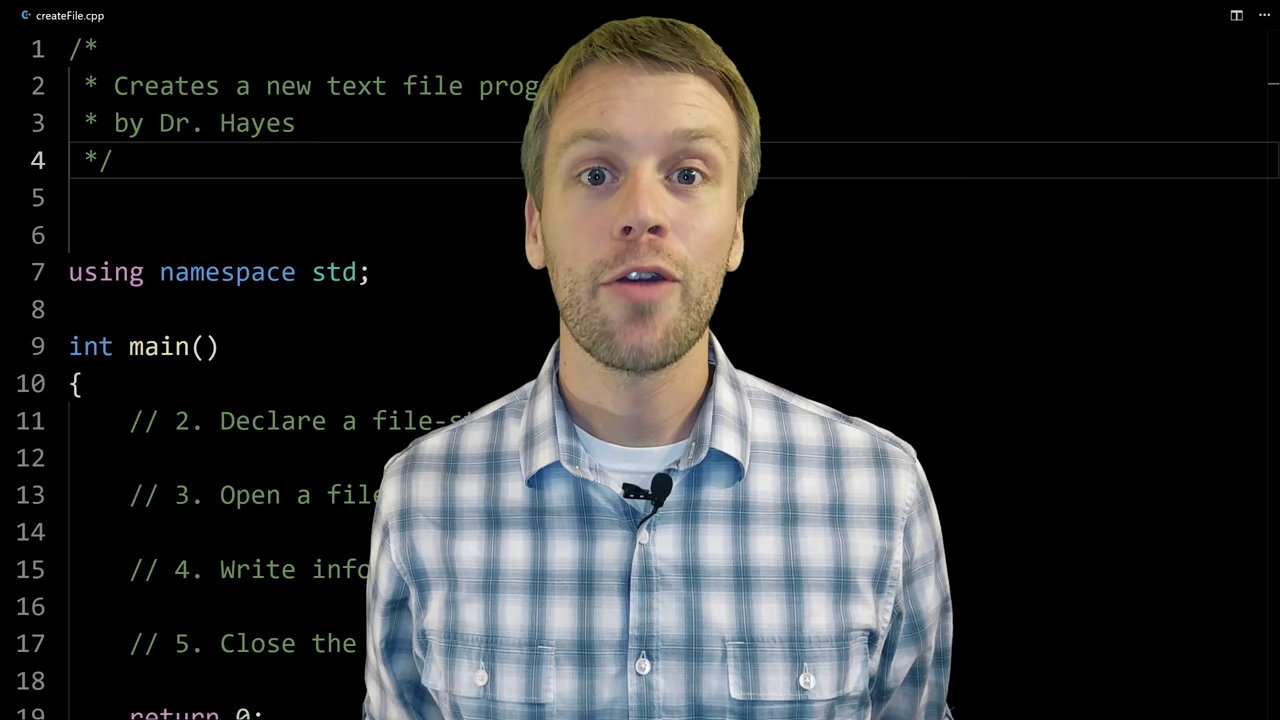 createFile.cpp
1 /*
2 * Creates a new text file prog
3 * by Dr. Hayes
4 */
5
6
7 using namespace std;
8
9 int main()
10 {
11 // 2. Declare a file-s
12
13 // 3. Open a file
14
15 // 4. Write info
16
17 // 5. Close the
18
19 return 0;